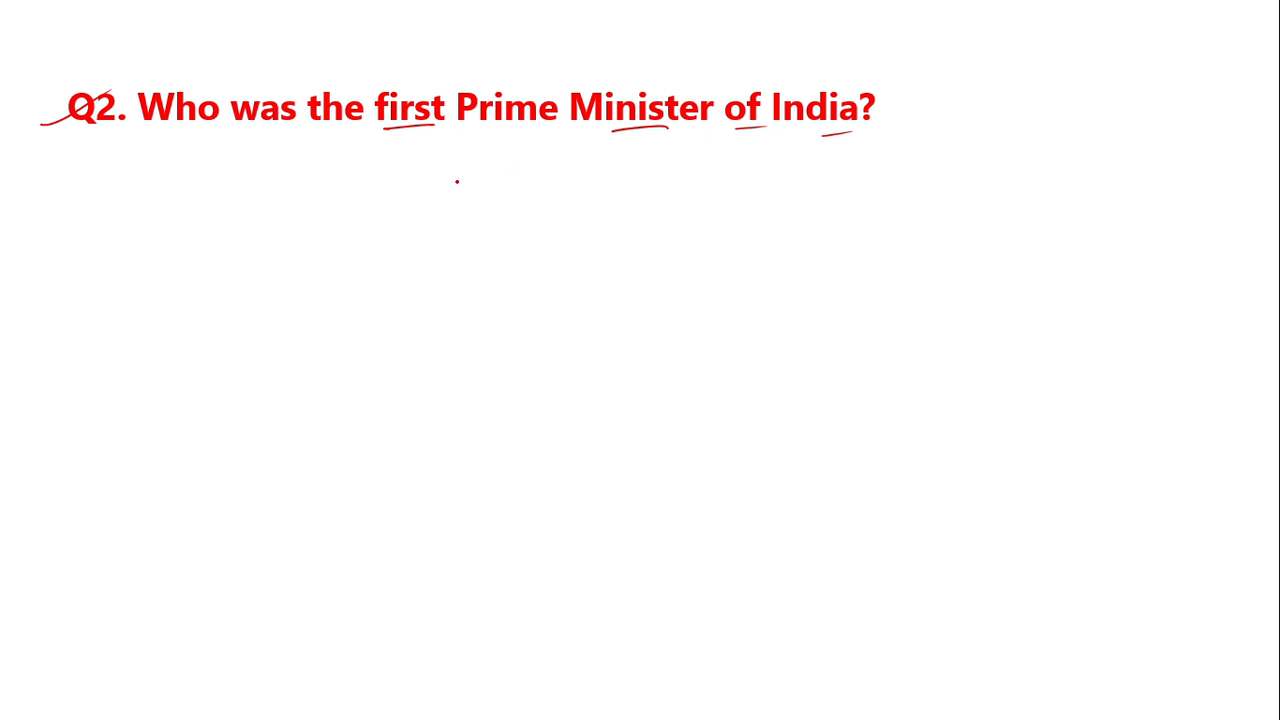 Q2. Who was the first Prime Minister of India?